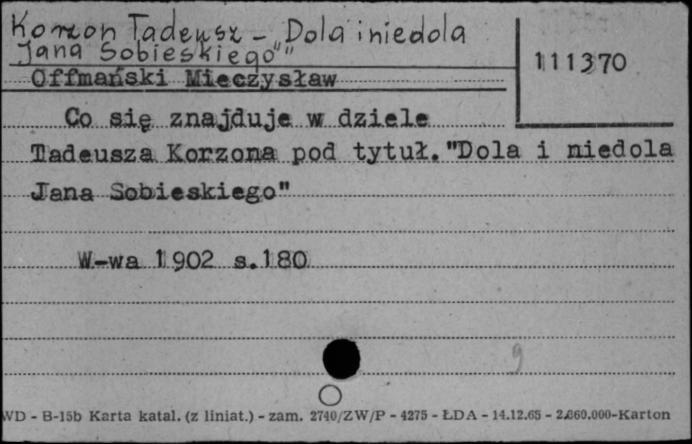 Korzon Tadeusz - "Dola i niedola
Jana Sobieskiego""
111370
Offmański Mieczysław
Co się znajduje w dziele
Tadeusza Korzona pod tytuł."Dola i niedola
Jana Sobieskiego"
W-wa 1902 s.180
9
WD - B-15b Karta katal. (z liniat.) - zam. 2740/ZW/P - 4275 - ŁDA - 14.12.65 - 2.860.000-Karton